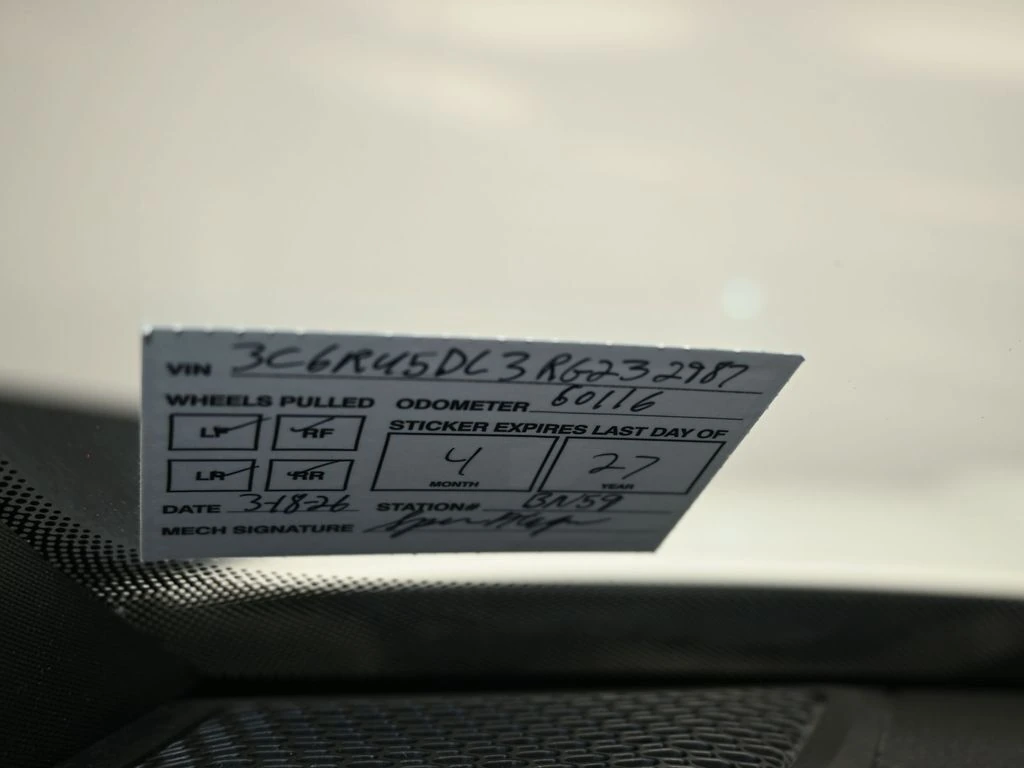 VIN 3C6RU5DL3RG232987
WHEELS PULLED ODOMETER 60116
LF RF STICKER EXPIRES LAST DAY OF
4 27
LR RR MONTH YEAR
DATE 3-18-26 STATION# BN59
MECH SIGNATURE